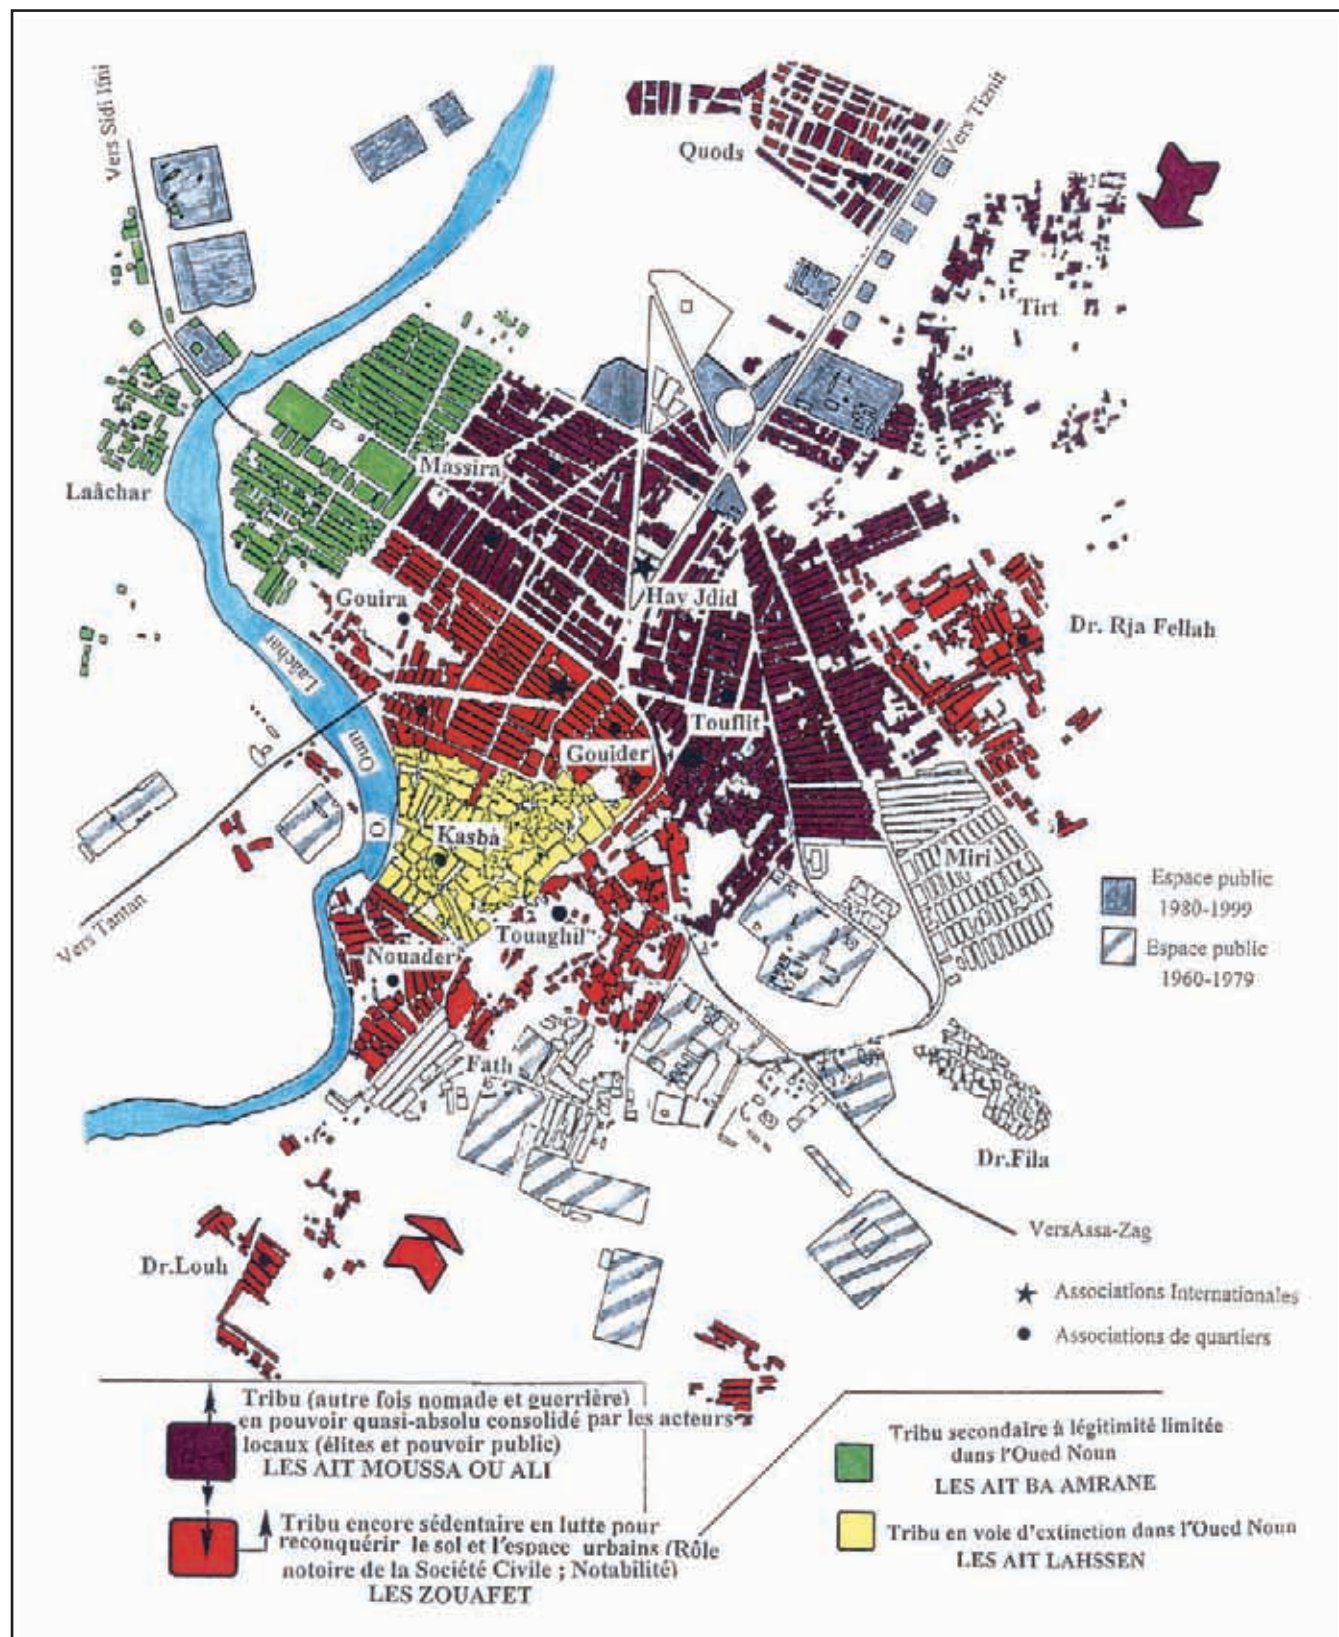 Vers Sidi Ifni
Quods
Vers Tiznit
Tirt
Massira
Laâchar
Gouira
Hay Jdid
Dr. Rja Fellah
Laâchar
Oum
O
Touflit
Gouider
Kasba
Miri
Espace public
1980-1999
Espace public
1960-1979
Vers Tantan
Touaghil
Nouader
Fath
Dr.Fila
VersAssa-Zag
Dr.Louh
Associations Internationales
Associations de quartiers
Tribu (autre fois nomade et guerrière)
en pouvoir quasi-absolu consolidé par les acteurs
locaux (élites et pouvoir public)
LES AIT MOUSSA OU ALI
Tribu encore sédentaire en lutte pour
reconquérir le sol et l'espace urbains (Rôle
notoire de la Société Civile ; Notabilité)
LES ZOUAFET
Tribu secondaire à légitimité limitée
dans l'Oued Noun
LES AIT BA AMRANE
Tribu en voie d'extinction dans l'Oued Noun
LES AIT LAHSSEN